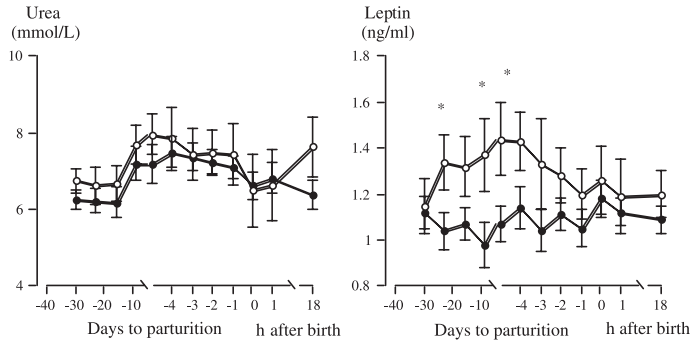 Urea
(mmol/L)
10
8
6
4
-40 -30 -20 -10 -4 -3 -2 -1 0 1 18
Days to parturition h after birth
Leptin
(ng/ml)
1.8
1.6
1.4
1.2
1
0.8
* * *
-40 -30 -20 -10 -4 -3 -2 -1 0 1 18
Days to parturition h after birth